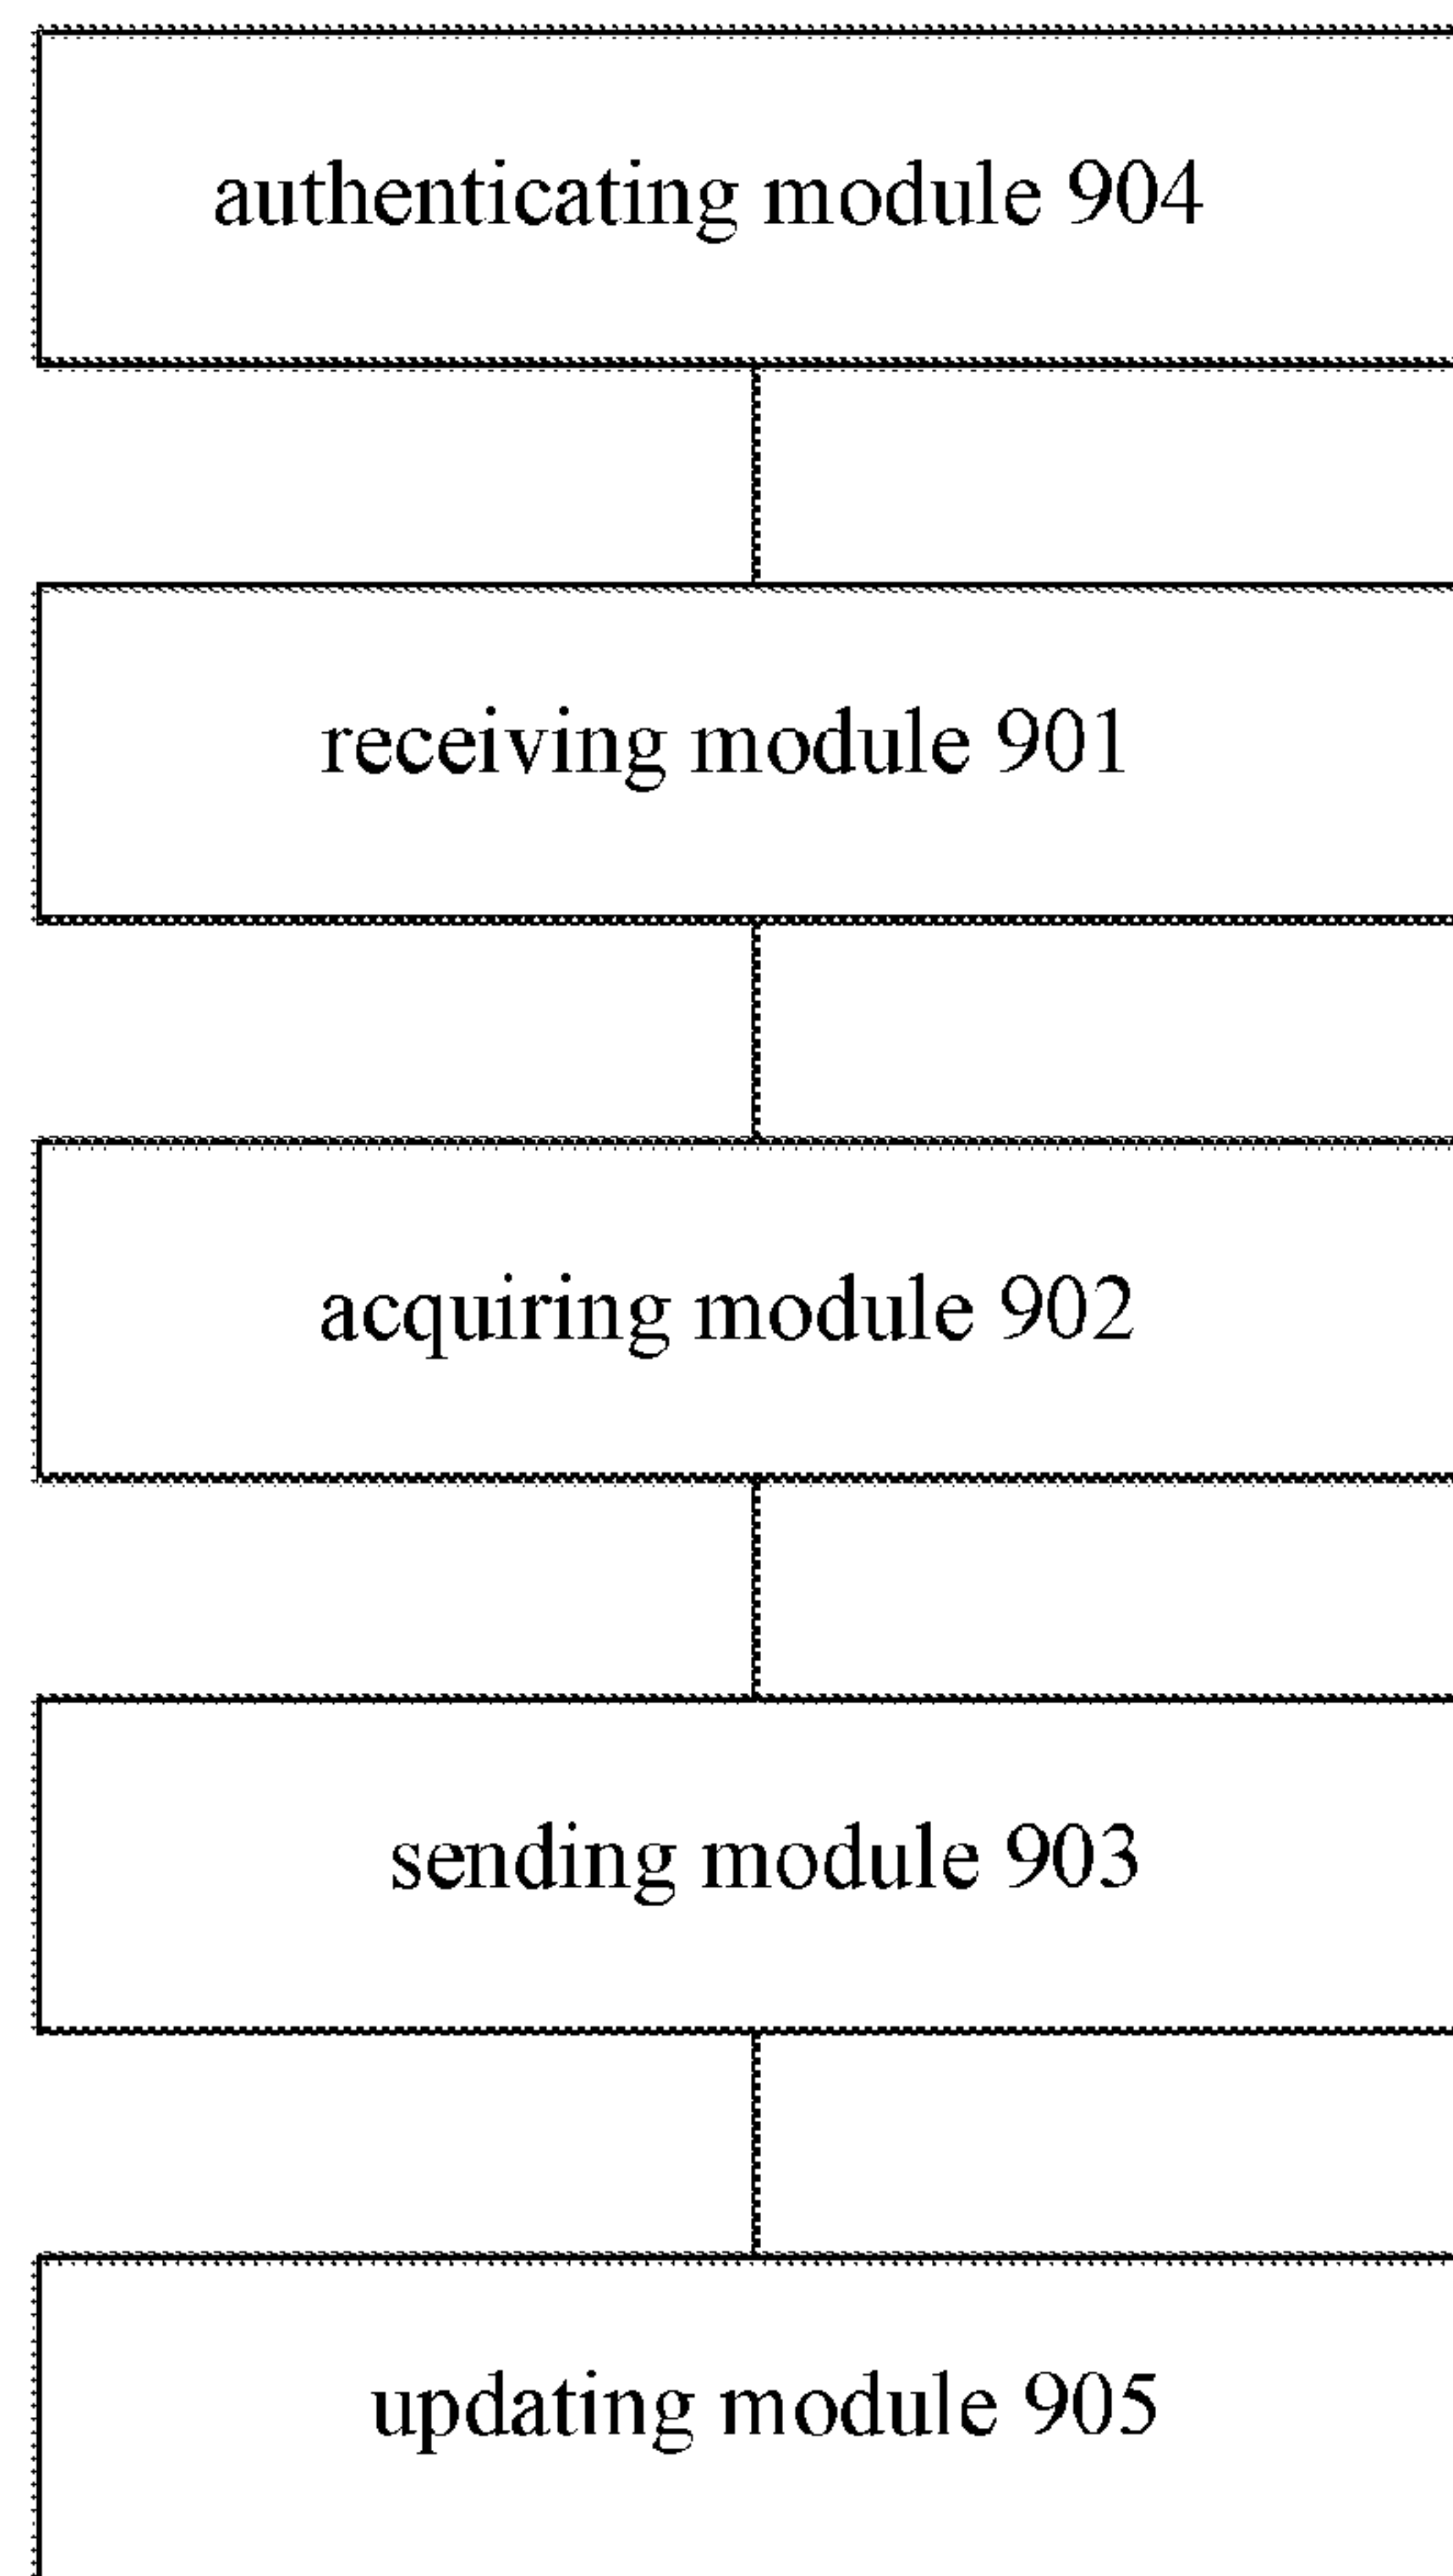 authenticating module 904
receiving module 901
acquiring module 902
sending module 903
updating module 905